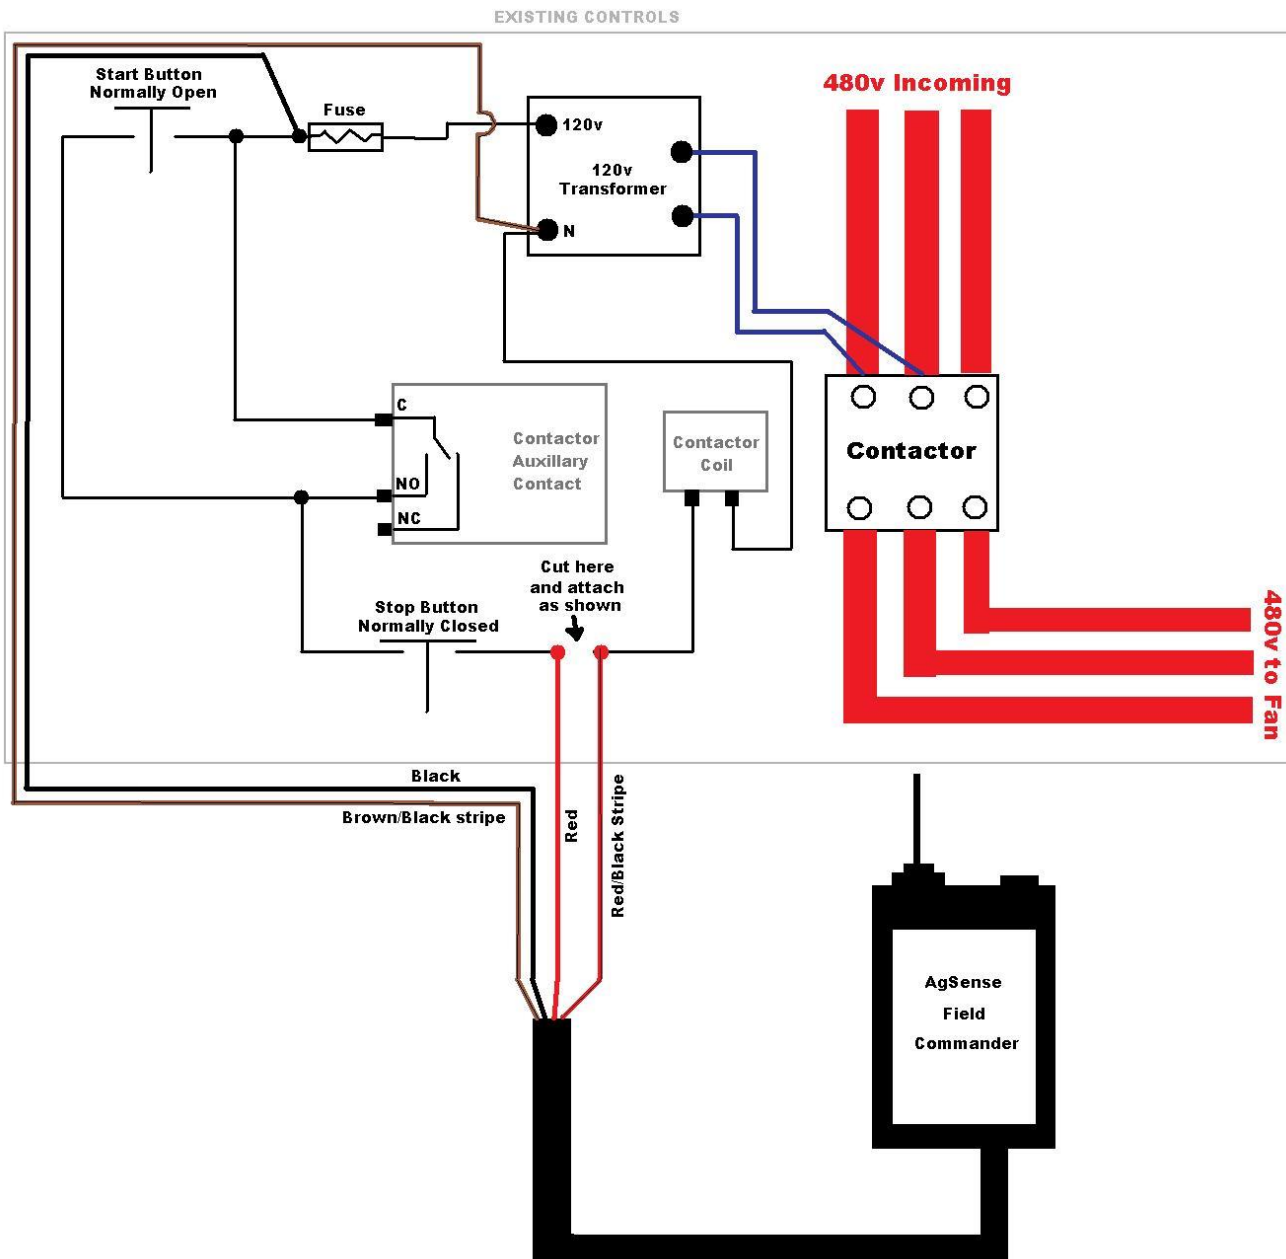 EXISTING CONTROLS
Start Button
Normally Open
Fuse
120v
120v
Transformer
N
480v Incoming
C
NO
NC
Contactor
Auxillary
Contact
Contactor
Coil
Contactor
Cut here
and attach
as shown
Stop Button
Normally Closed
480v to Fan
Black
Brown/Black stripe
Red
Red/Black Stripe
AgSense
Field
Commander